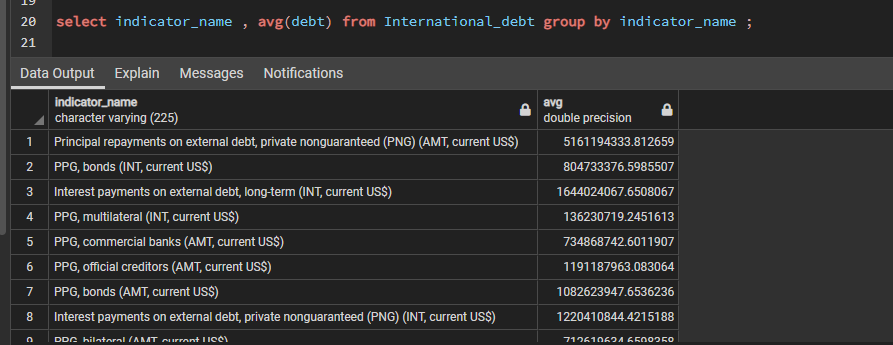 19
20 select indicator_name , avg(debt) from International_debt group by indicator_name ;
21
Data Output Explain Messages Notifications
indicator_name avg
character varying (225) double precision
1 Principal repayments on external debt, private nonguaranteed (PNG) (AMT, current US$) 5161194333.812659
2 PPG, bonds (INT, current US$) 804733376.5985507
3 Interest payments on external debt, long-term (INT, current US$) 1644024067.6508067
4 PPG, multilateral (INT, current US$) 136230719.2451613
5 PPG, commercial banks (AMT, current US$) 734868742.6011907
6 PPG, official creditors (AMT, current US$) 1191187963.083064
7 PPG, bonds (AMT, current US$) 1082623947.6536236
8 Interest payments on external debt, private nonguaranteed (PNG) (INT, current US$) 1220410844.4215188
9 PPG, bilateral (AMT, current US$) 712619634.6598358